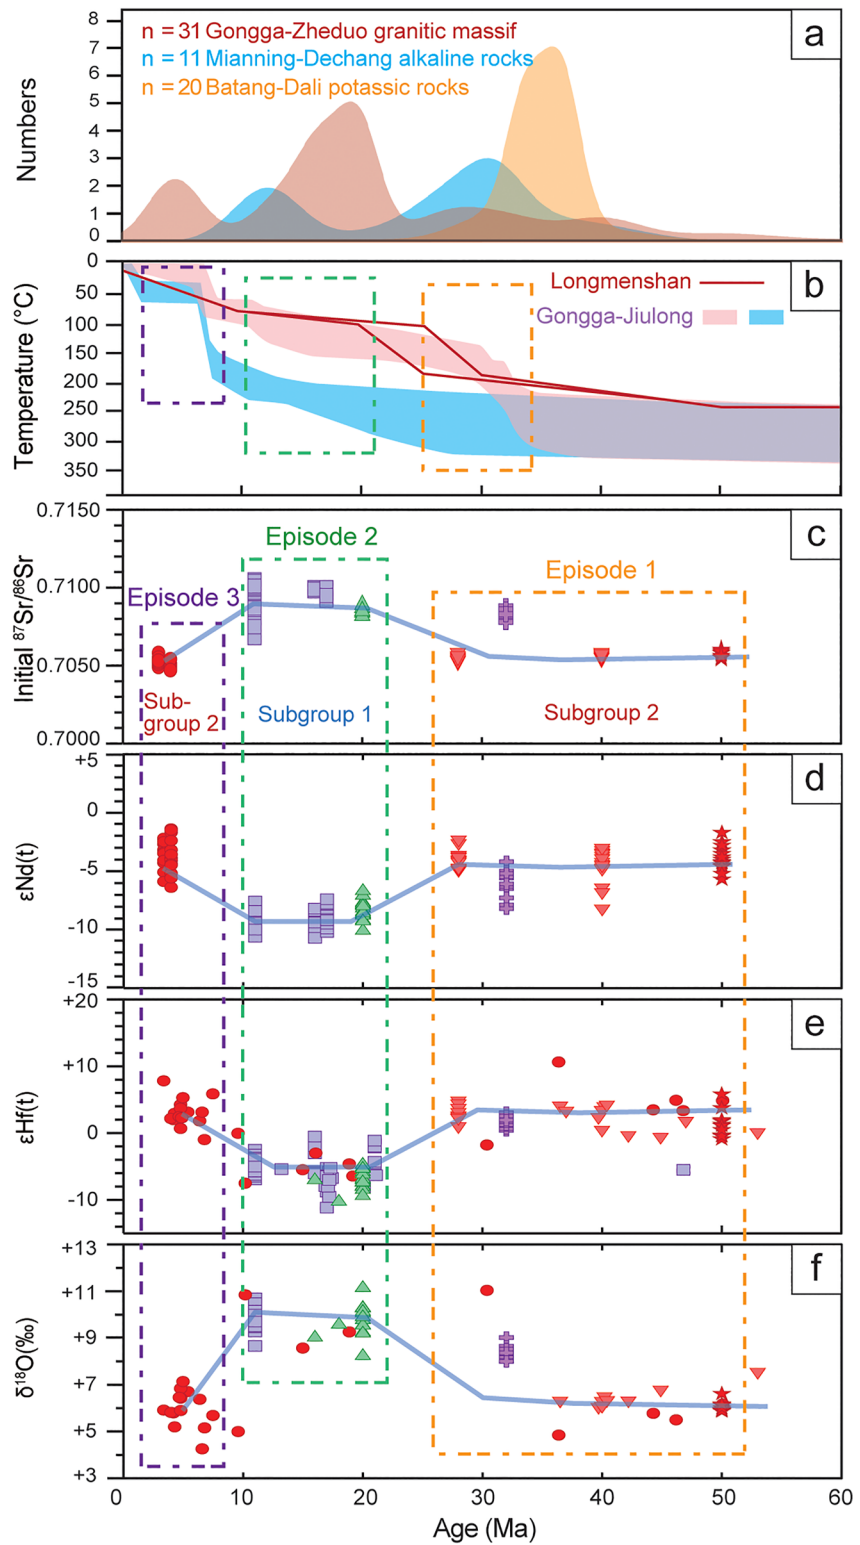 8
7
6
5
4
3
2
1
0
Numbers
n = 31 Gongga-Zheduo granitic massif
n = 11 Mianning-Dechang alkaline rocks
n = 20 Batang-Dali potassic rocks
a
0
50
100
150
200
250
300
350
Temperature (°C)
Longmenshan
Gongga-Jiulong
b
0.7150
0.7100
0.7050
0.7000
Initial ⁸⁷Sr/⁸⁶Sr
Episode 2
Episode 1
Episode 3
Sub-
group 2
Subgroup 1
Subgroup 2
c
+5
0
-5
-10
-15
εNd(t)
d
+20
+10
0
-10
εHf(t)
e
+13
+11
+9
+7
+5
+3
δ¹⁸O(‰)
f
0 10 20 30 40 50 60
Age (Ma)